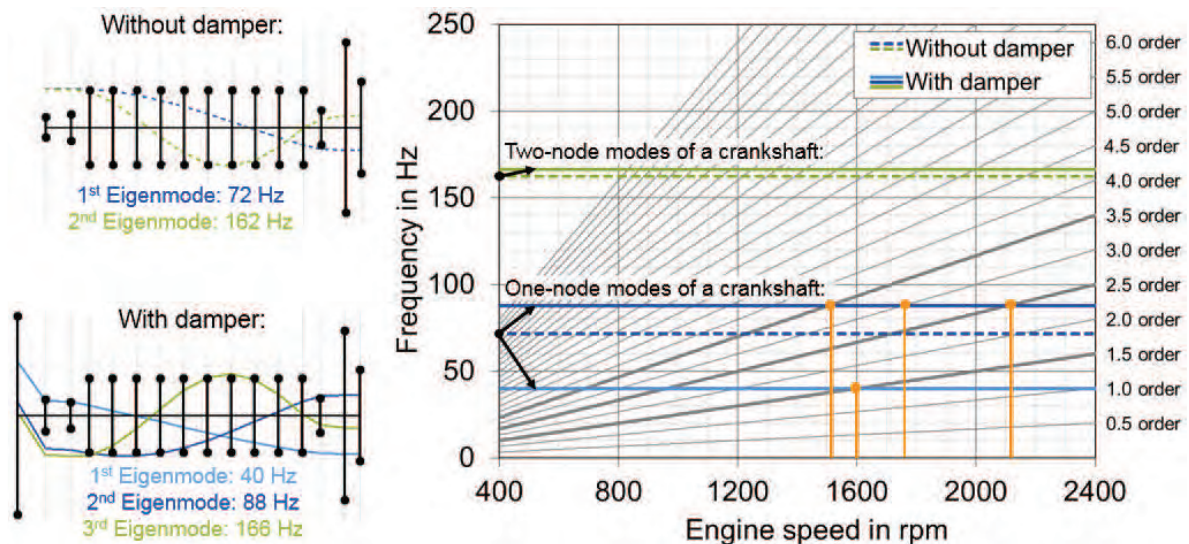 Without damper:
1st Eigenmode: 72 Hz
2nd Eigenmode: 162 Hz
With damper:
1st Eigenmode: 40 Hz
2nd Eigenmode: 88 Hz
3rd Eigenmode: 166 Hz
Frequency in Hz
250
200
150
100
50
0
Without damper
With damper
Two-node modes of a crankshaft:
One-node modes of a crankshaft:
6.0 order
5.5 order
5.0 order
4.5 order
4.0 order
3.5 order
3.0 order
2.5 order
2.0 order
1.5 order
1.0 order
0.5 order
400 800 1200 1600 2000 2400
Engine speed in rpm